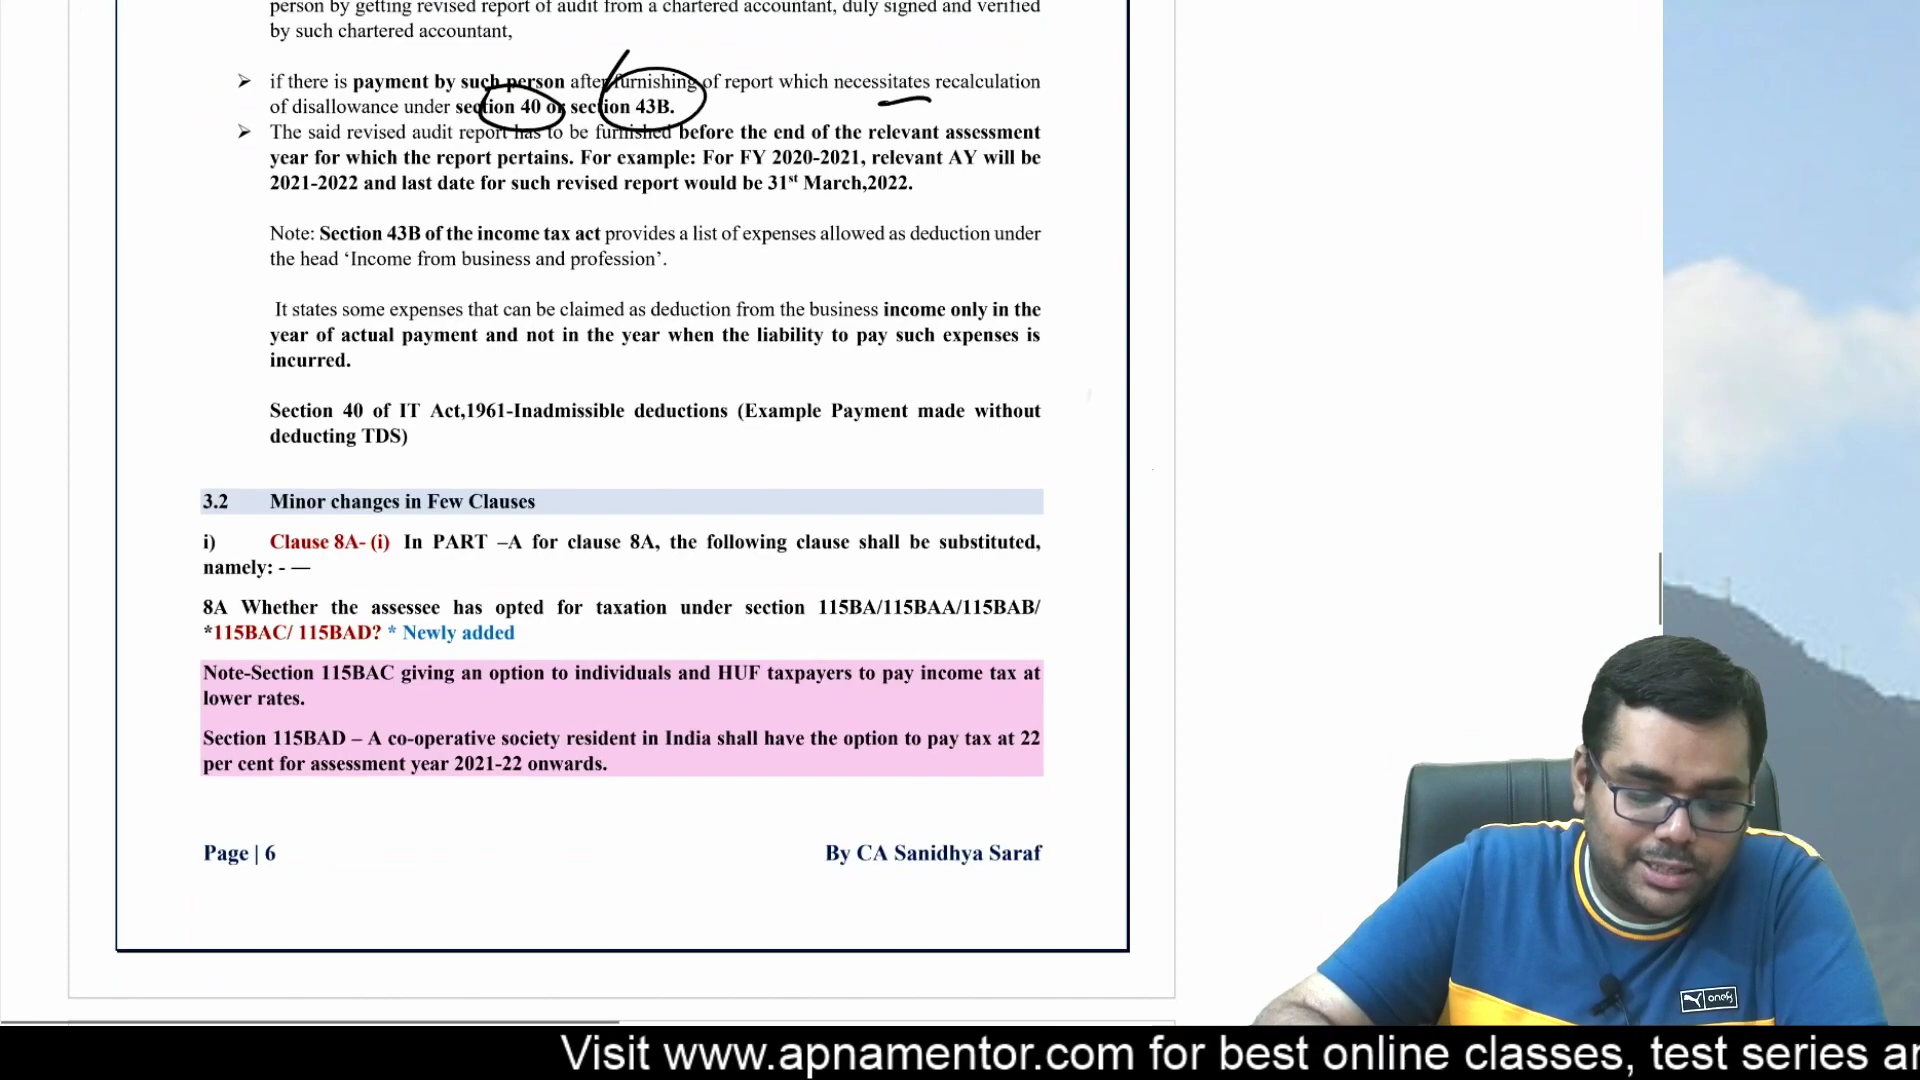 person by getting revised report of audit from a chartered accountant, duly signed and verified
by such chartered accountant,
➢ if there is payment by such person after furnishing of report which necessitates recalculation
of disallowance under section 40 or section 43B.
➢ The said revised audit report has to be furnished before the end of the relevant assessment
year for which the report pertains. For example: For FY 2020-2021, relevant AY will be
2021-2022 and last date for such revised report would be 31st March,2022.
Note: Section 43B of the income tax act provides a list of expenses allowed as deduction under
the head ‘Income from business and profession’.
It states some expenses that can be claimed as deduction from the business income only in the
year of actual payment and not in the year when the liability to pay such expenses is
incurred.
Section 40 of IT Act,1961-Inadmissible deductions (Example Payment made without
deducting TDS)
3.2 Minor changes in Few Clauses
i) Clause 8A- (i) In PART –A for clause 8A, the following clause shall be substituted,
namely: - —
8A Whether the assessee has opted for taxation under section 115BA/115BAA/115BAB/
*115BAC/ 115BAD? * Newly added
Note-Section 115BAC giving an option to individuals and HUF taxpayers to pay income tax at
lower rates.
Section 115BAD – A co-operative society resident in India shall have the option to pay tax at 22
per cent for assessment year 2021-22 onwards.
Page | 6 By CA Sanidhya Saraf
one8
Visit www.apnamentor.com for best online classes, test series ar